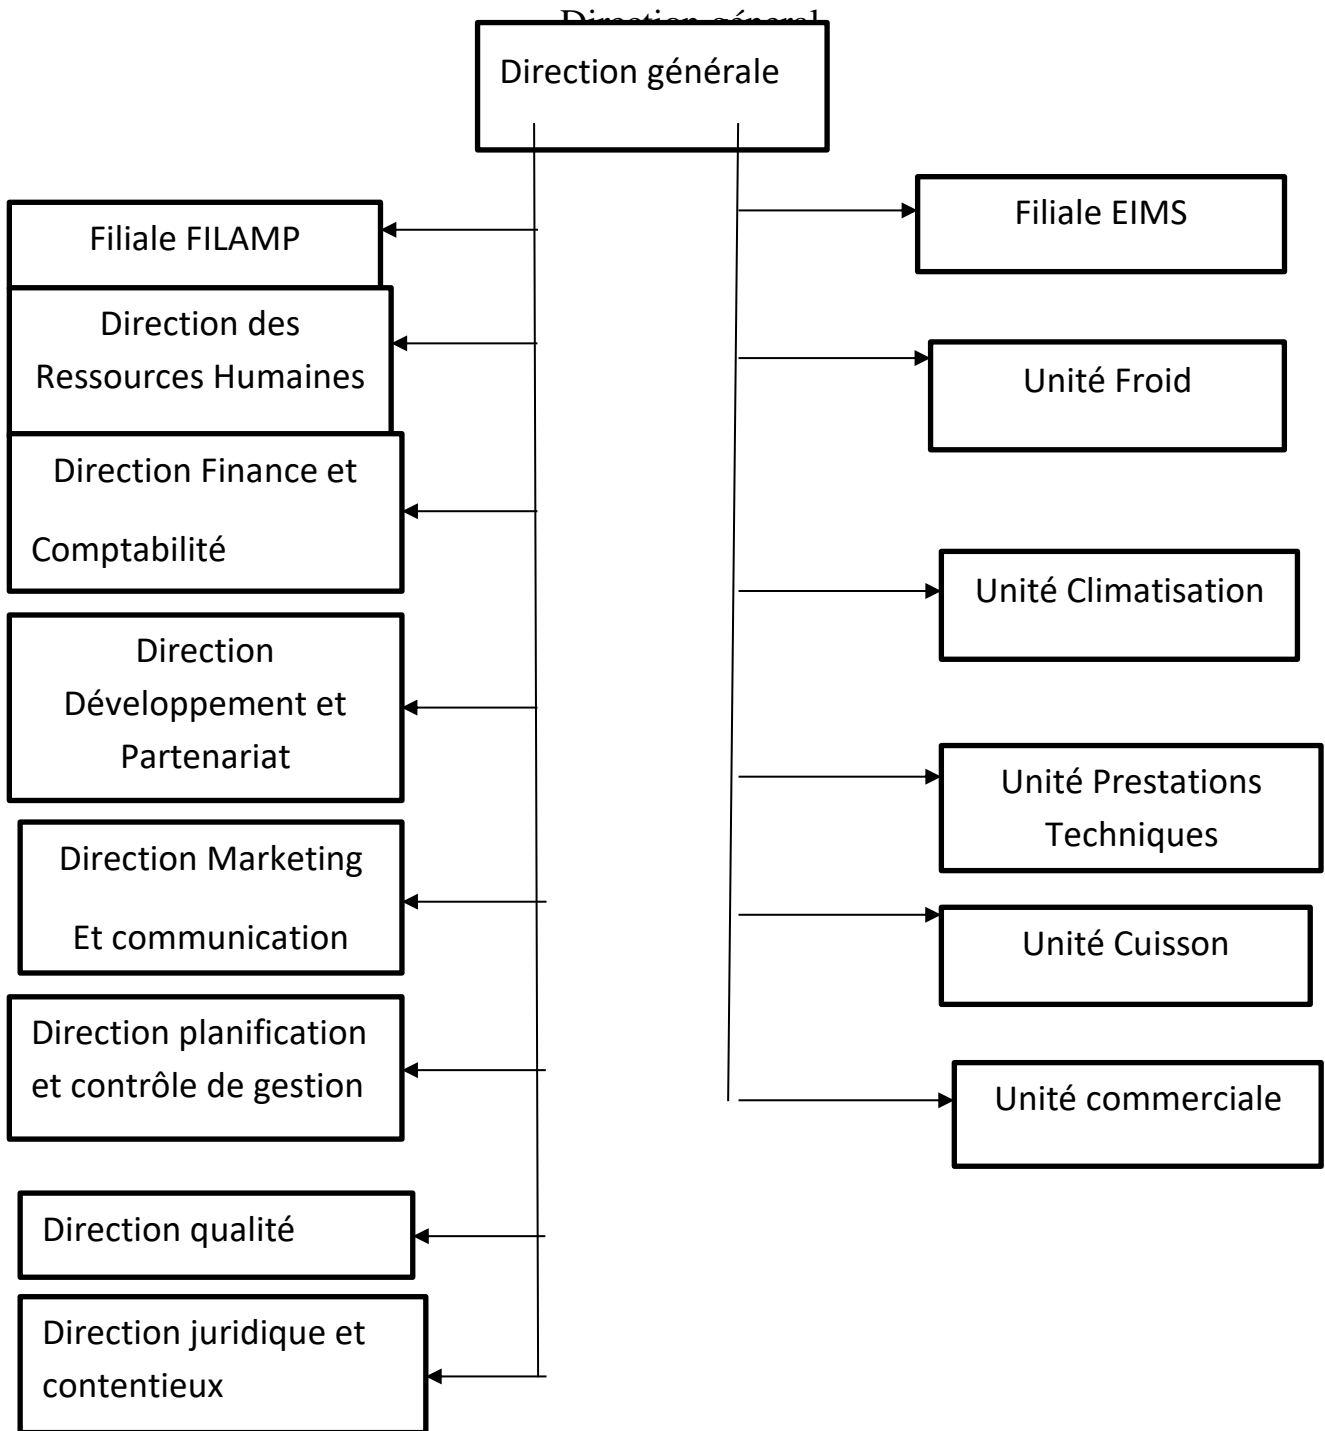 Direction général
Direction générale
Filiale FILAMP
Direction des
Ressources Humaines
Direction Finance et
Comptabilité
Direction
Développement et
Partenariat
Direction Marketing
Et communication
Direction planification
et contrôle de gestion
Direction qualité
Direction juridique et
contentieux
Filiale EIMS
Unité Froid
Unité Climatisation
Unité Prestations
Techniques
Unité Cuisson
Unité commerciale